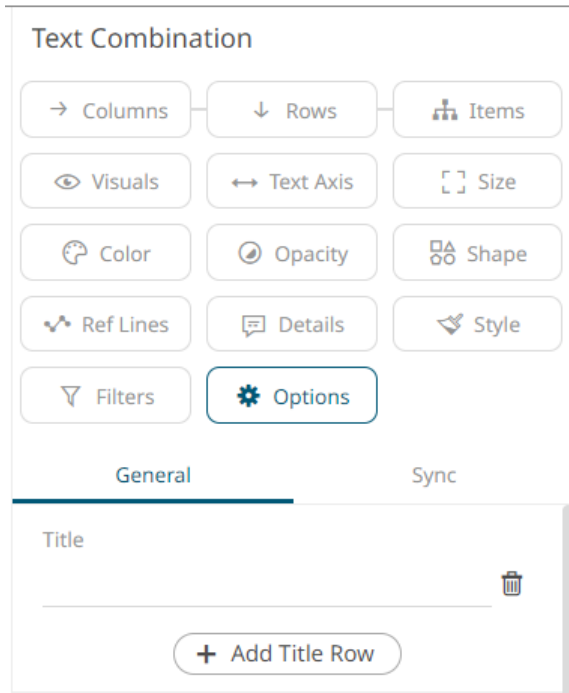 Text Combination
Columns Rows Items
Visuals Text Axis Size
Color Opacity Shape
Ref Lines Details Style
Filters Options
General Sync
Title
Add Title Row